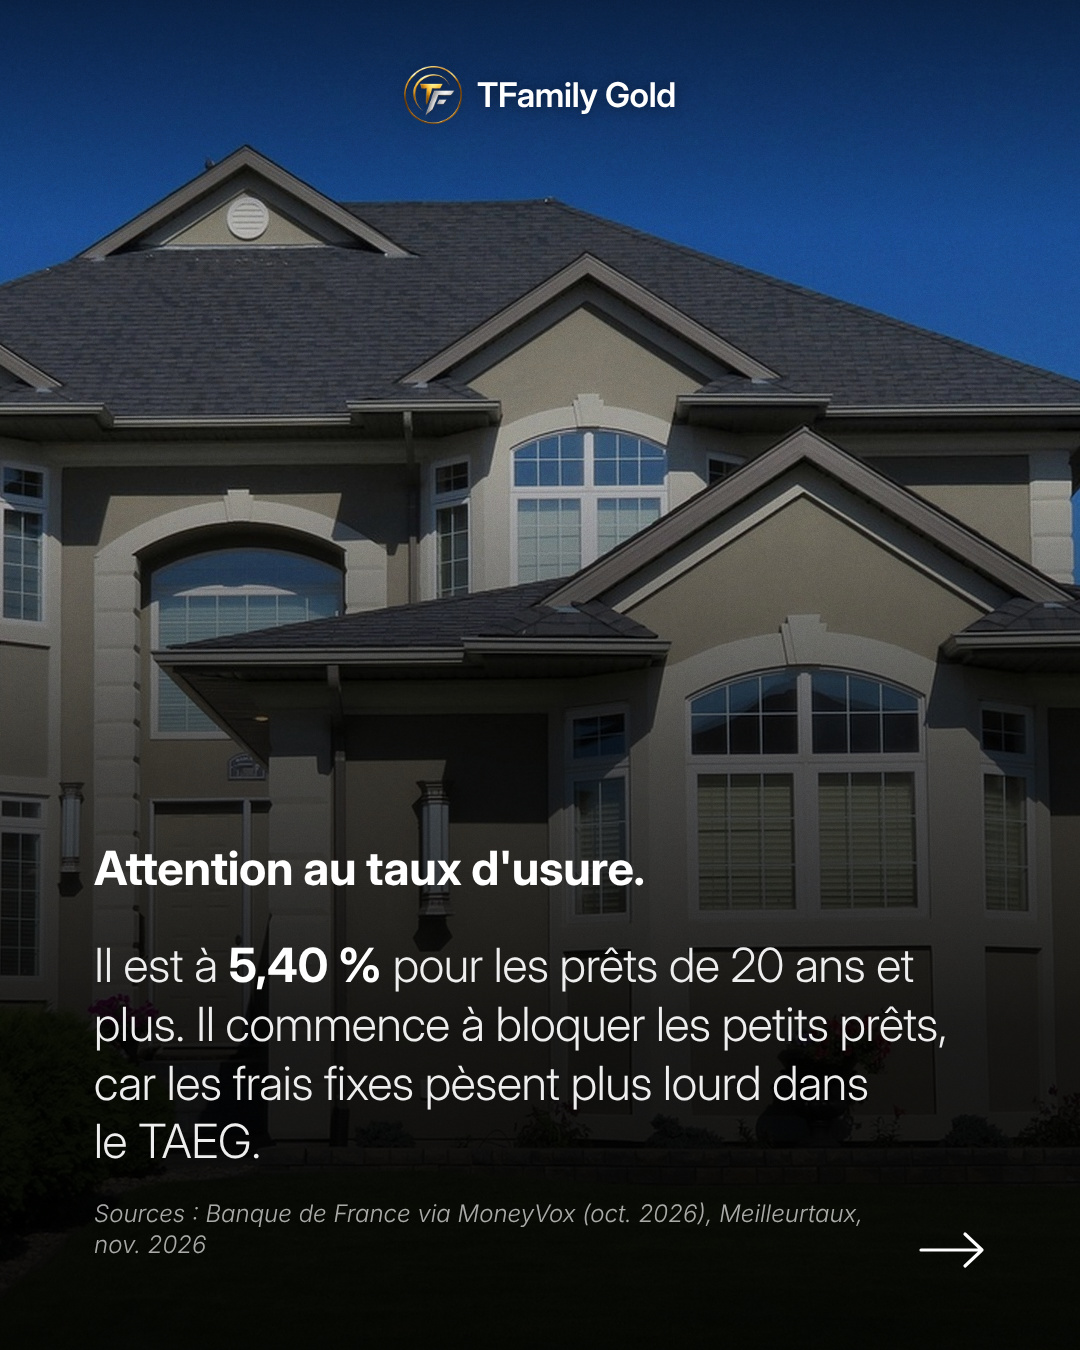 TFamily Gold
Attention au taux d'usure.
Il est à 5,40 % pour les prêts de 20 ans et
plus. Il commence à bloquer les petits prêts,
car les frais fixes pèsent plus lourd dans
le TAEG.
Sources : Banque de France via MoneyVox (oct. 2026), Meilleurtaux,
nov. 2026